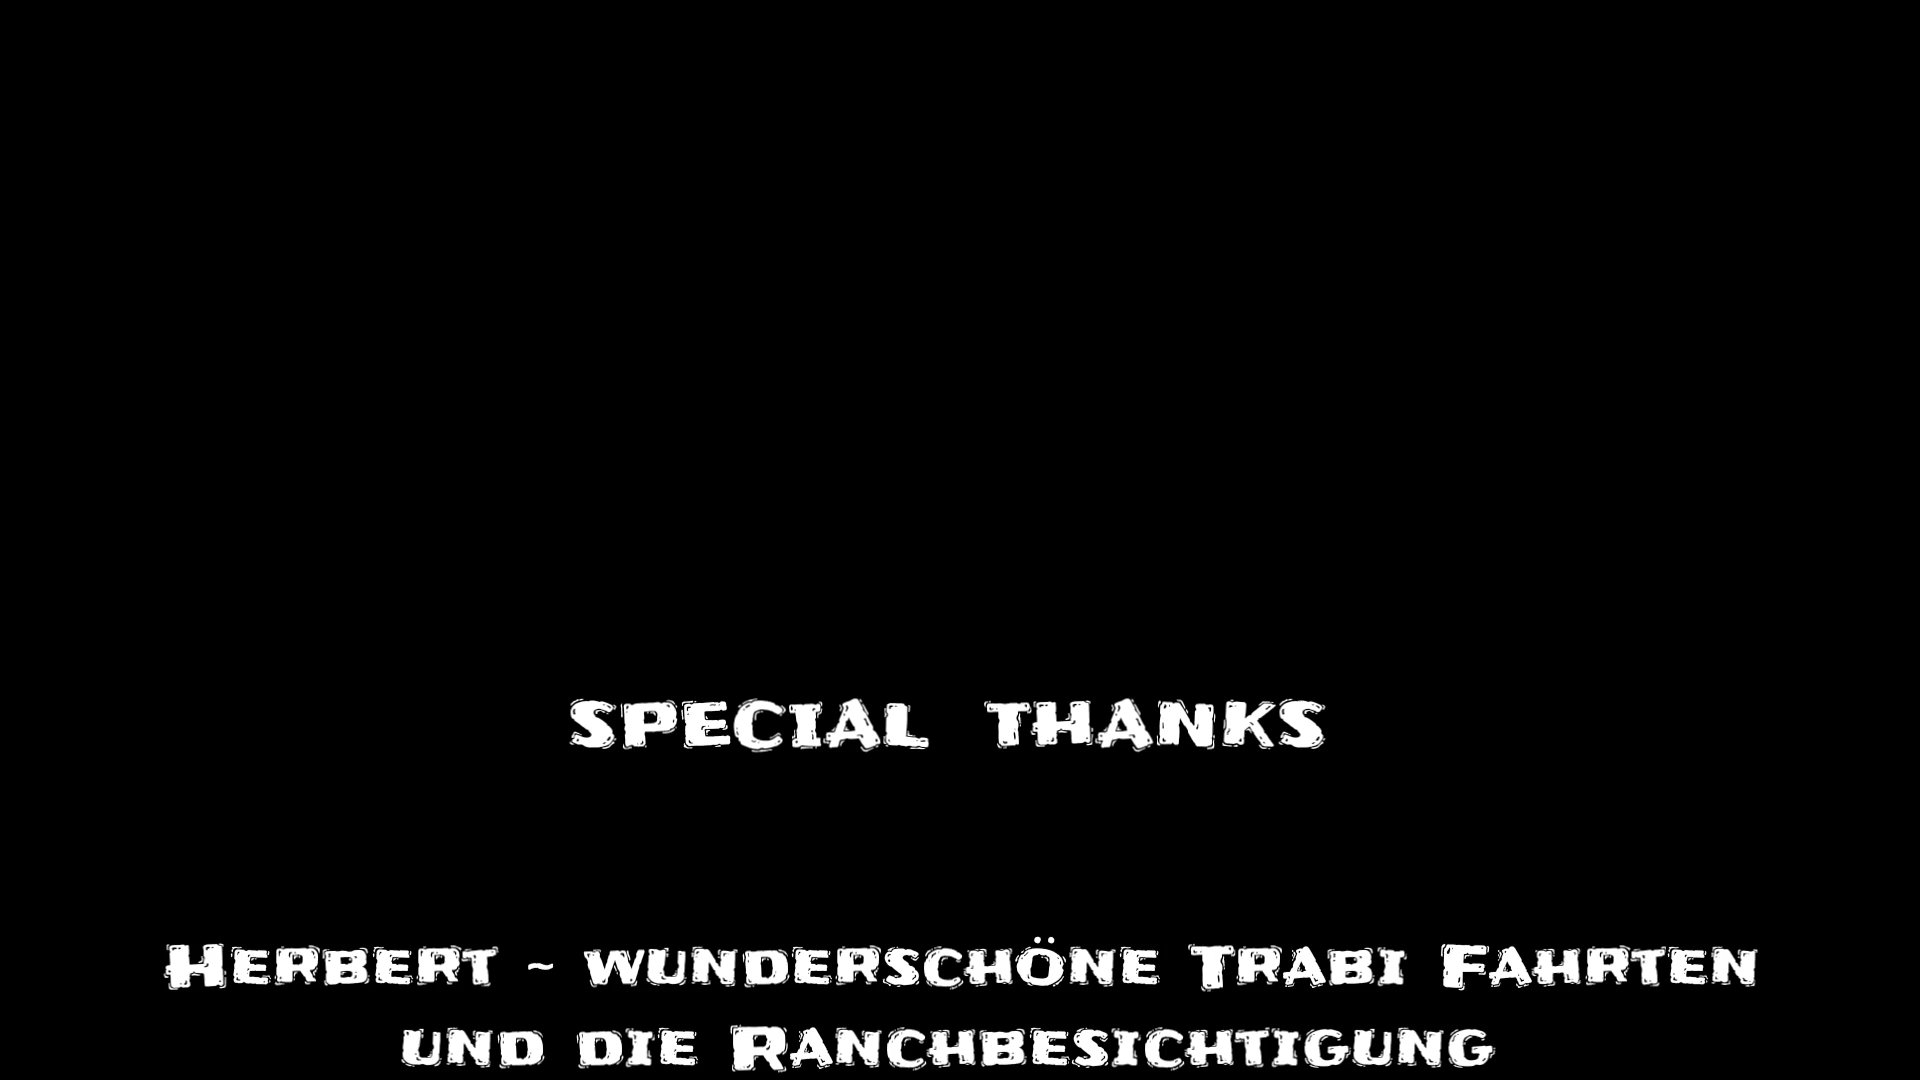 SPECIAL THANKS
HERBERT ~ WUNDERSCHÖNE TRABI FAHRTEN
UND DIE RANCHBESICHTIGUNG